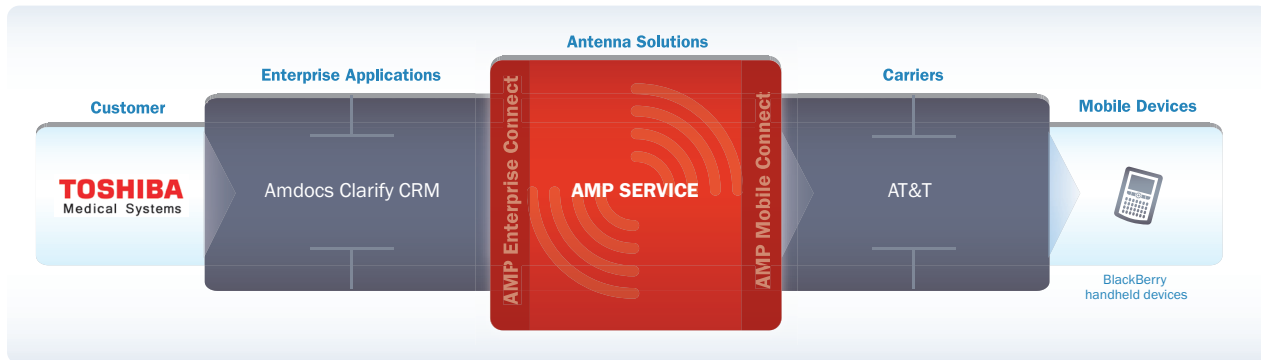 Antenna Solutions
Enterprise Applications
Carriers
Customer
Mobile Devices
TOSHIBA
Medical Systems
Amdocs Clarify CRM
AMP Enterprise Connect
AMP SERVICE
AMP Mobile Connect
AT&T
BlackBerry
handheld devices